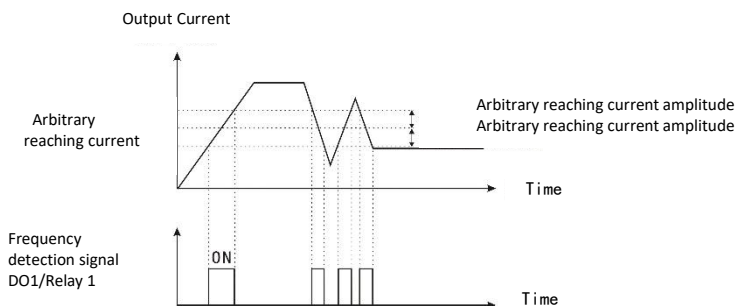 Output Current
Arbitrary reaching current amplitude
Arbitrary
Arbitrary reaching current amplitude
reaching current
Time
Frequency
detection signal
DO1/Relay 1
ON
Time